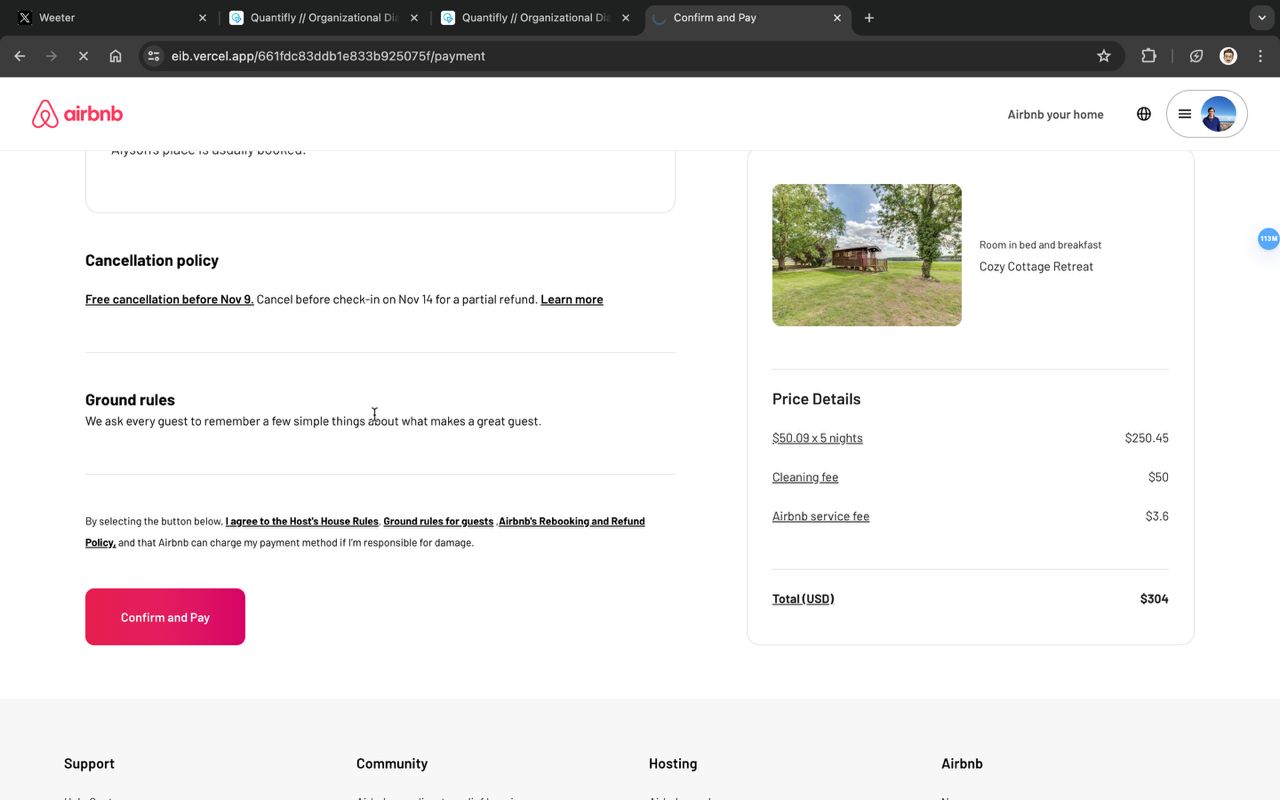 Weeter
Quantifly // Organizational Di
Quantifly // Organizational Di
Confirm and Pay
eib.vercel.app/661fdc83ddb1e833b925075f/payment
airbnb
Airbnb your home
Alyson's place is usually booked.
113M
Cancellation policy
Free cancellation before Nov 9. Cancel before check-in on Nov 14 for a partial refund. Learn more
Ground rules
We ask every guest to remember a few simple things about what makes a great guest.
By selecting the button below, I agree to the Host's House Rules. Ground rules for guests .Airbnb's Rebooking and Refund
Policy, and that Airbnb can charge my payment method if I'm responsible for damage.
Confirm and Pay
Room in bed and breakfast
Cozy Cottage Retreat
Price Details
$50.09 x 5 nights $250.45
Cleaning fee $50
Airbnb service fee $3.6
Total (USD) $304
Support
Community
Hosting
Airbnb